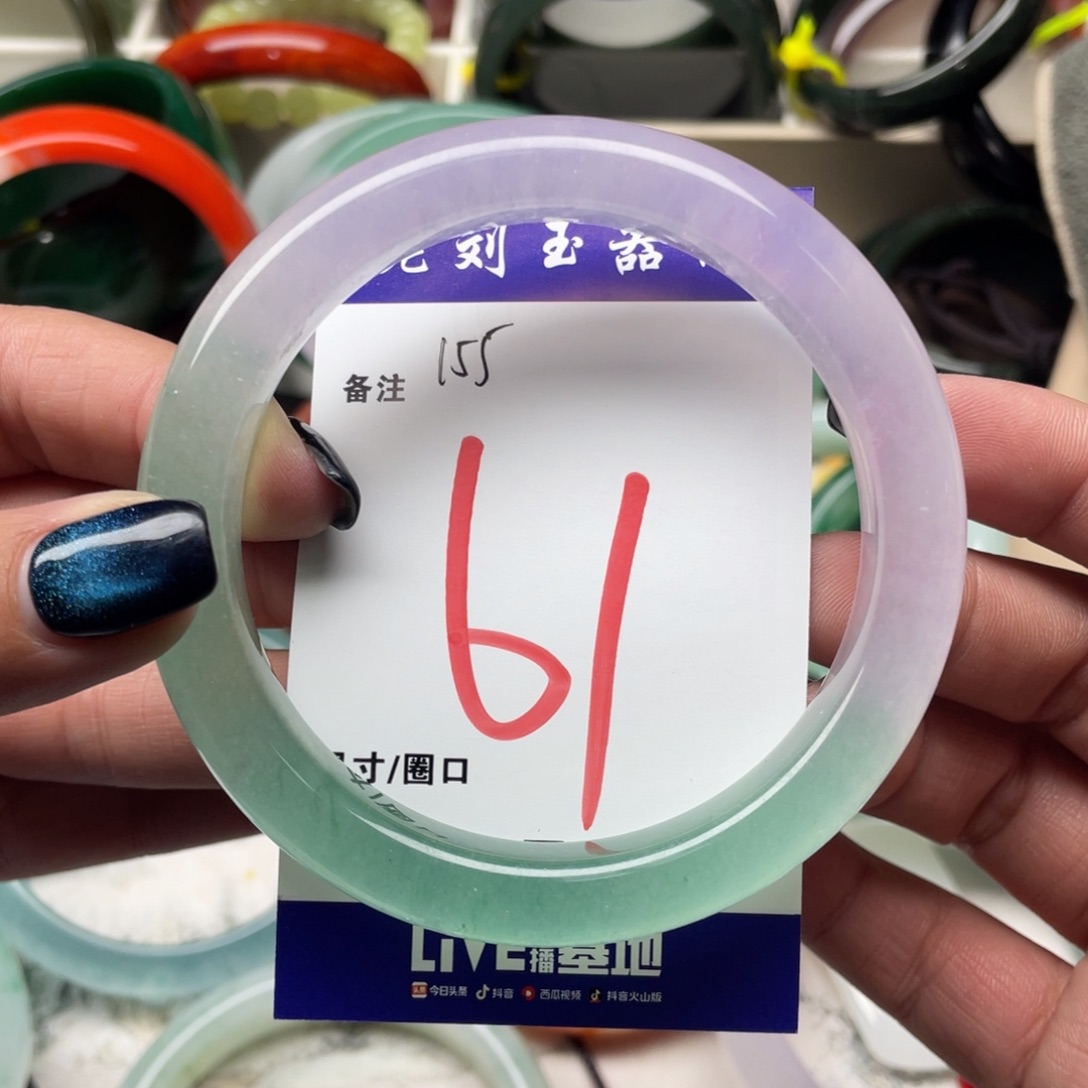 刘玉器
备注 155
61
寸/圈口
LIVE播基地
今日头条 抖音 西瓜视频 抖音火山版